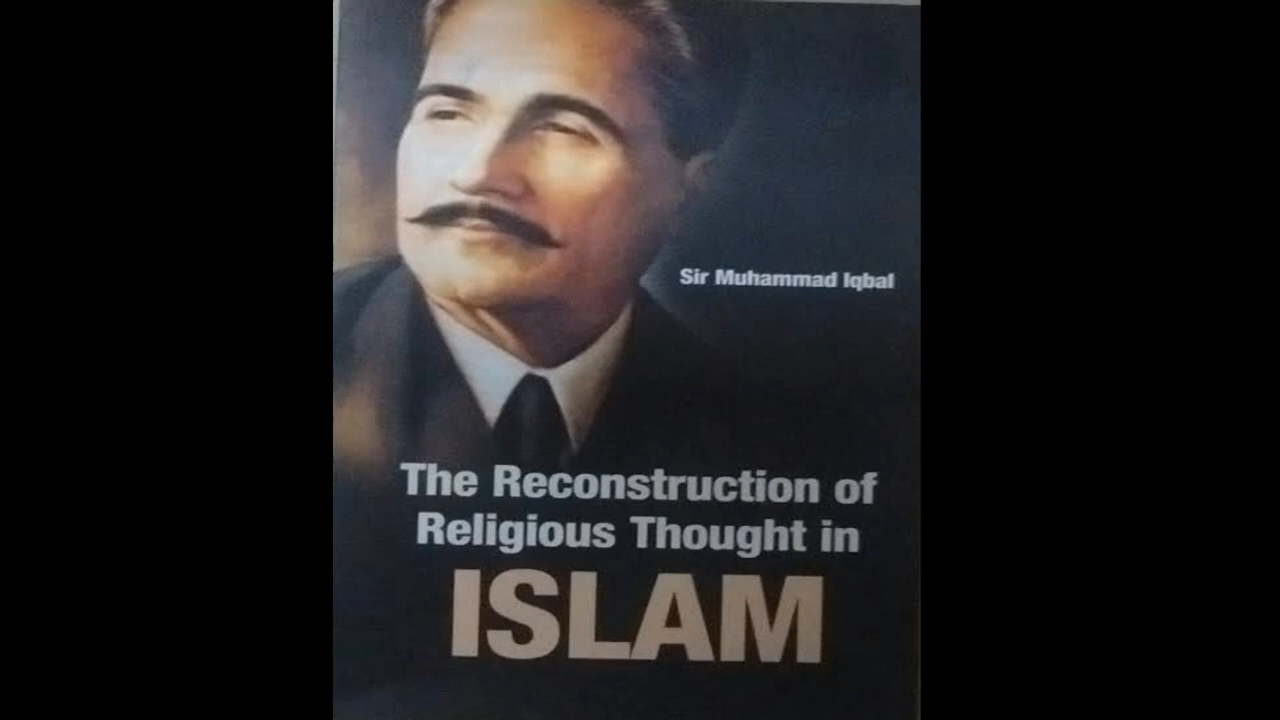 Sir Muhammad Iqbal
The Reconstruction of
Religious Thought in
ISLAM